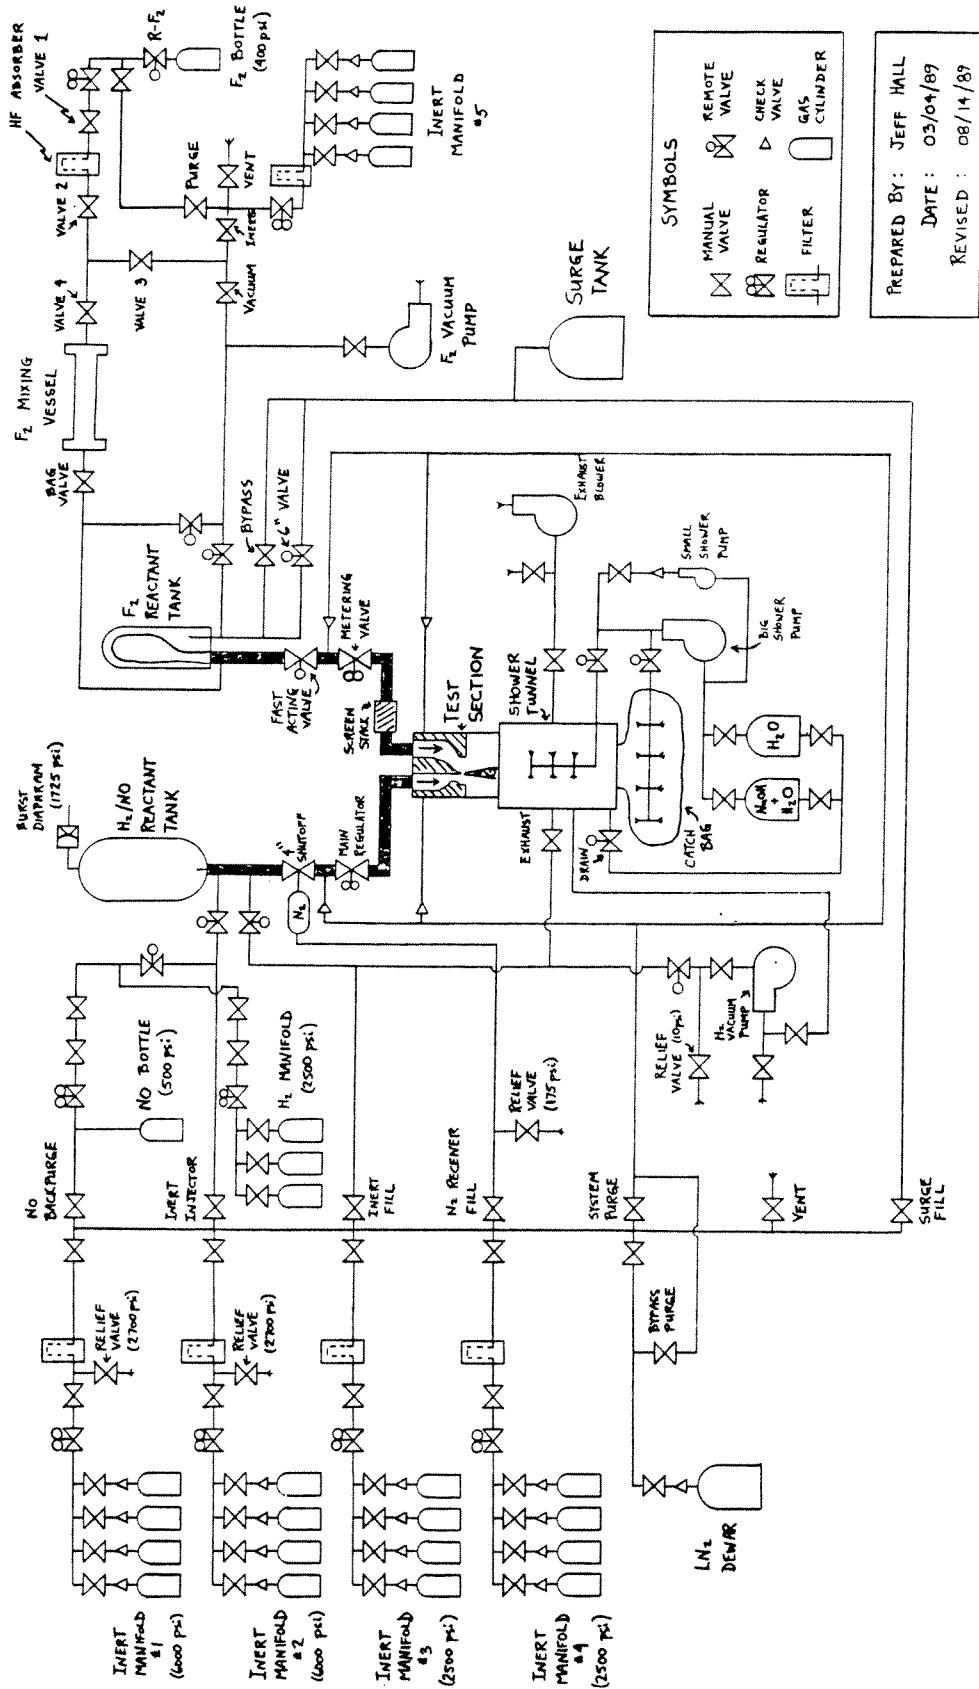 HF ABSORBER
VALVE 1
R-F₂
F₂ BOTTLE
(400 psi)
VALVE 2
PURGE
VENT
INERT
INERT
MANIFOLD
#5
VALVE 4
VALVE 3
VACUUM
F₂ MIXING
VESSEL
F₂ VACUUM
PUMP
SURGE
TANK
BAG
VALVE
BYPASS
6" VALVE
F₂
REACTANT
TANK
METERING
VALVE
FAST
ACTING
VALVE
SCREEN
STACK
TEST
SECTION
SHOWER
TUNNEL
EXHAUST
BLOWER
SMALL
SHOWER
PUMP
BIG
SHOWER
PUMP
H₂O
NaOH
+
H₂O
CATCH
BAG
DRAIN
EXHAUST
BURST
DIAPARAM
(1725 psi)
H₂/NO
REACTANT
TANK
4"
SHUTOFF
MAIN
REGULATOR
N₂
NO BOTTLE
(500 psi)
H₂ MANIFOLD
(2500 psi)
RELIEF
VALVE
(175 psi)
RELIEF
VALVE (10psi)
H₂
VACUUM
PUMP
NO
BACKPURGE
INERT
INJECTOR
INERT
FILL
N₂ RECEIVER
FILL
SYSTEM
PURGE
VENT
SURGE
FILL
RELIEF
VALVE
(2700 psi)
RELIEF
VALVE
(2700 psi)
BYPASS
PURGE
INERT
MANIFOLD
#1
(6000 psi)
INERT
MANIFOLD
#2
(6000 psi)
INERT
MANIFOLD
#3
(2500 psi)
INERT
MANIFOLD
#4
(2500 psi)
LN₂
DEWAR
SYMBOLS
MANUAL
VALVE
REMOTE
VALVE
REGULATOR
CHECK
VALVE
FILTER
GAS
CYLINDER
PREPARED BY: JEFF HALL
DATE: 03/04/89
REVISED: 08/14/89